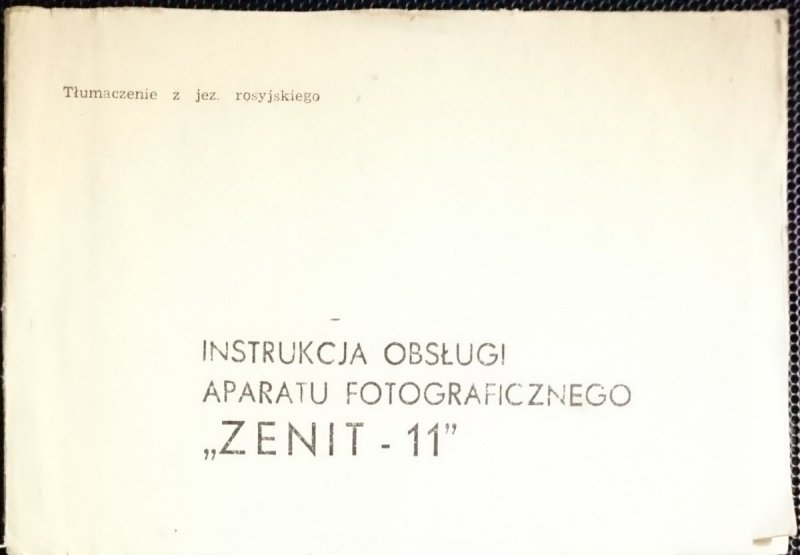 Tłumaczenie z jez. rosyjskiego
INSTRUKCJA OBSŁUGI
APARATU FOTOGRAFICZNEGO
„ZENIT - 11”